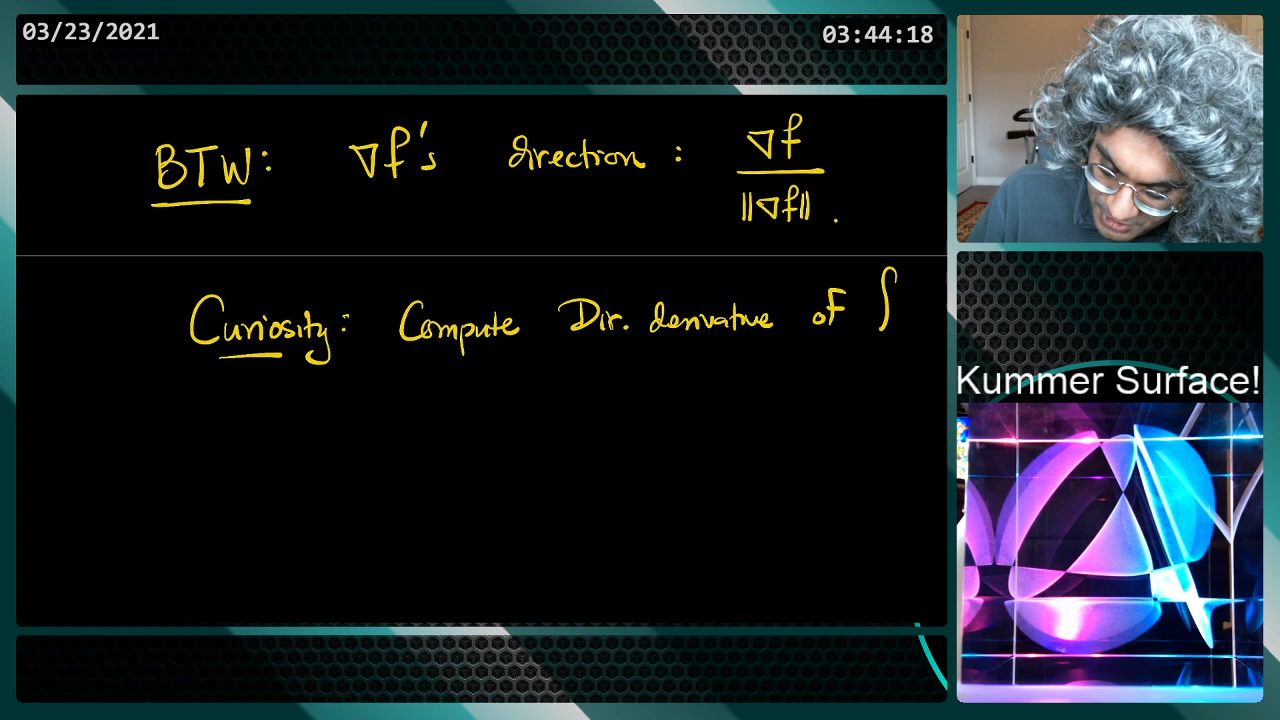 03/23/2021
03:44:18
BTW: ∇f's direction: ∇f / ||∇f|| .
Curiosity: Compute Dir. derivative of ∫
Kummer Surface!